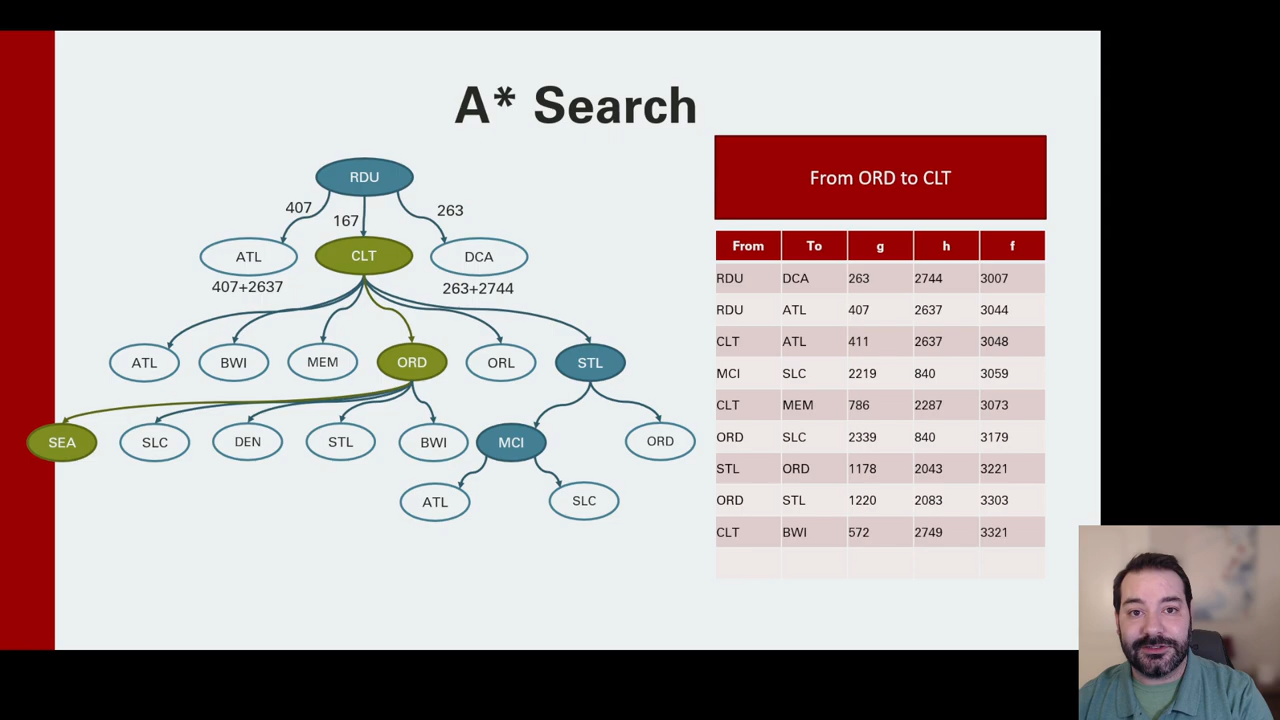 A* Search
From ORD to CLT
RDU
407
167
263
ATL
CLT
DCA
407+2637
263+2744
ATL
BWI
MEM
ORD
ORL
STL
SEA
SLC
DEN
STL
BWI
MCI
ORD
ATL
SLC
From To g h f
RDU DCA 263 2744 3007
RDU ATL 407 2637 3044
CLT ATL 411 2637 3048
MCI SLC 2219 840 3059
CLT MEM 786 2287 3073
ORD SLC 2339 840 3179
STL ORD 1178 2043 3221
ORD STL 1220 2083 3303
CLT BWI 572 2749 3321